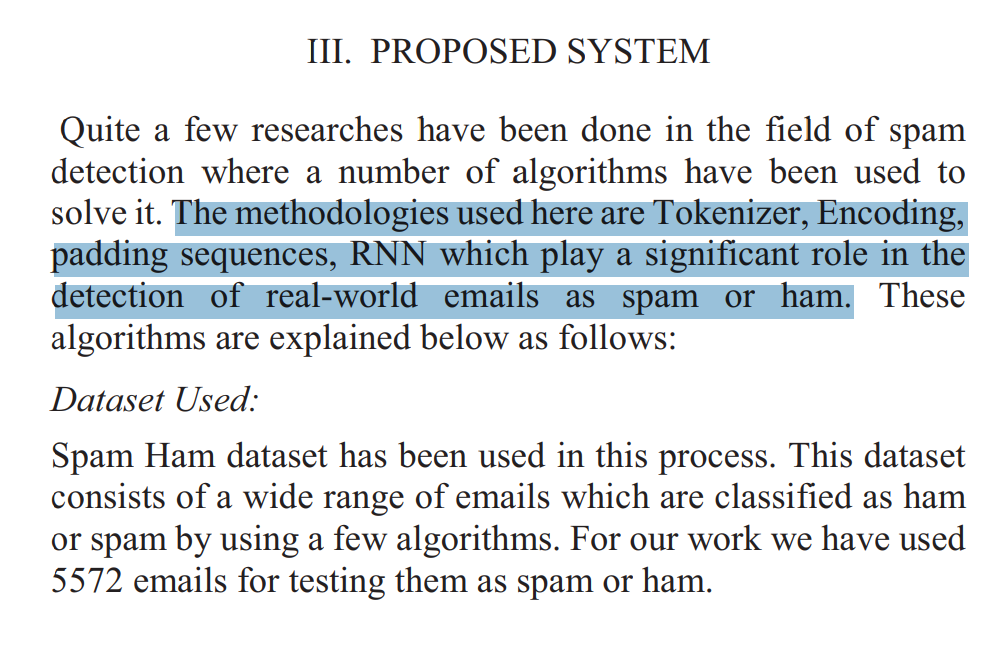 III. PROPOSED SYSTEM
Quite a few researches have been done in the field of spam
detection where a number of algorithms have been used to
solve it. The methodologies used here are Tokenizer, Encoding,
padding sequences, RNN which play a significant role in the
detection of real-world emails as spam or ham. These
algorithms are explained below as follows:
Dataset Used:
Spam Ham dataset has been used in this process. This dataset
consists of a wide range of emails which are classified as ham
or spam by using a few algorithms. For our work we have used
5572 emails for testing them as spam or ham.